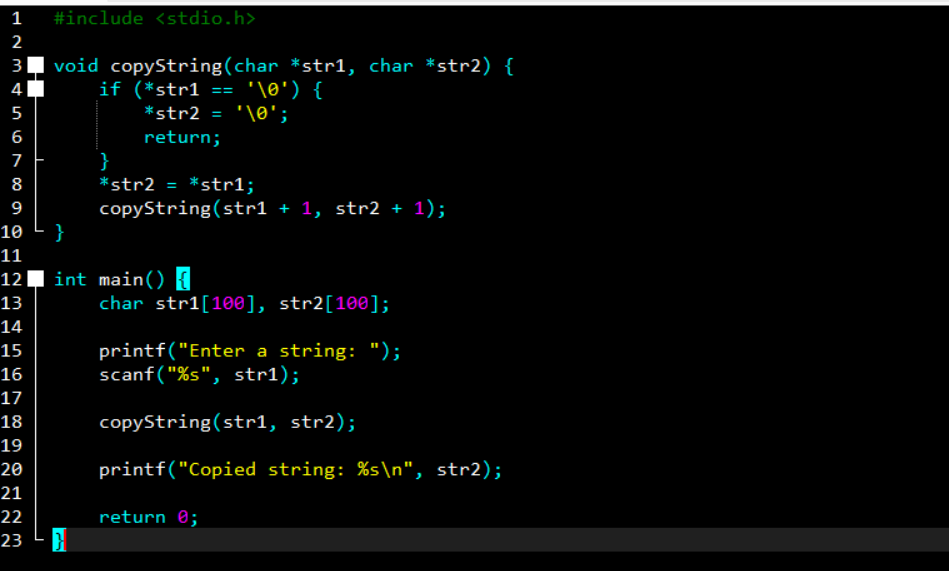 1 #include <stdio.h>
2
3 void copyString(char *str1, char *str2) {
4     if (*str1 == '\0') {
5         *str2 = '\0';
6         return;
7     }
8     *str2 = *str1;
9     copyString(str1 + 1, str2 + 1);
10 }
11
12 int main() {
13     char str1[100], str2[100];
14
15     printf("Enter a string: ");
16     scanf("%s", str1);
17
18     copyString(str1, str2);
19
20     printf("Copied string: %s\n", str2);
21
22     return 0;
23 }